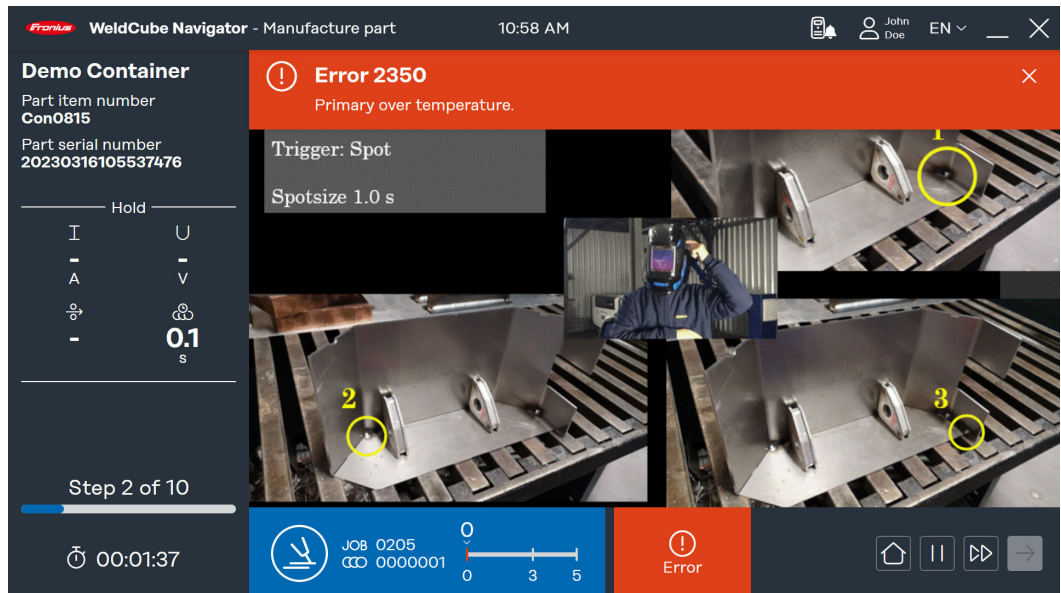 Fronius WeldCube Navigator - Manufacture part 10:58 AM John Doe EN
Demo Container
Part item number
Con0815
Part serial number
20230316105537476
Hold
I U
- -
A V
- 0.1
s
Step 2 of 10
00:01:37
Error 2350
Primary over temperature.
Trigger: Spot
Spotsize 1.0 s
1
2
3
JOB 0205
0000001
0
0 3 5
Error